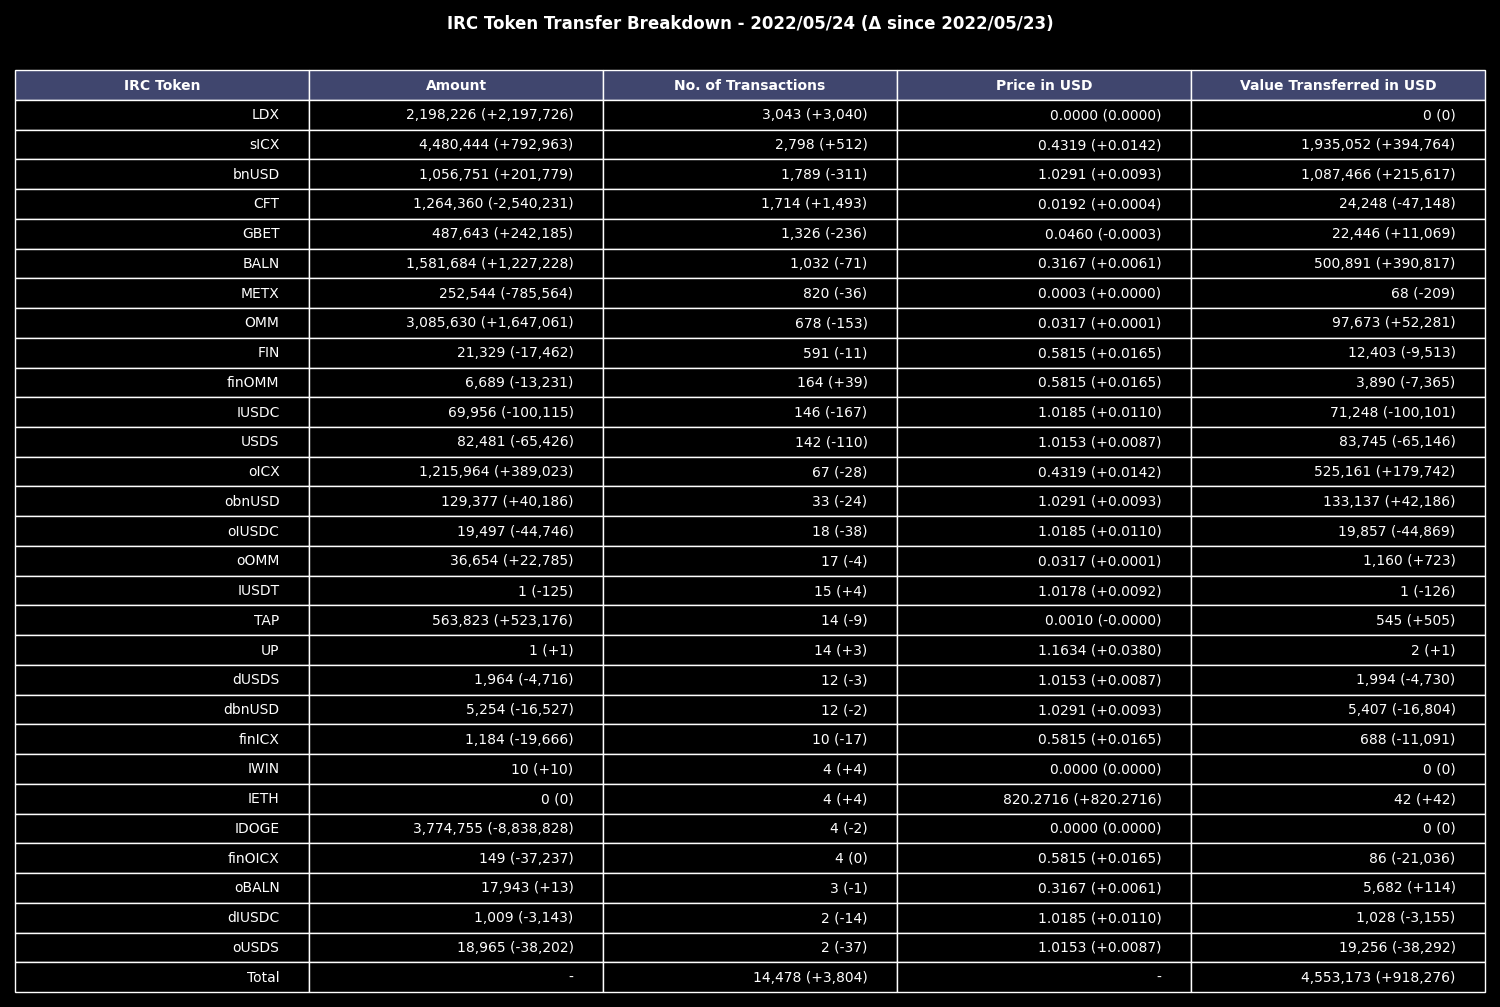 IRC Token Transfer Breakdown - 2022/05/24 (Δ since 2022/05/23)
IRC Token Amount No. of Transactions Price in USD Value Transferred in USD
LDX 2,198,226 (+2,197,726) 3,043 (+3,040) 0.0000 (0.0000) 0 (0)
sICX 4,480,444 (+792,963) 2,798 (+512) 0.4319 (+0.0142) 1,935,052 (+394,764)
bnUSD 1,056,751 (+201,779) 1,789 (-311) 1.0291 (+0.0093) 1,087,466 (+215,617)
CFT 1,264,360 (-2,540,231) 1,714 (+1,493) 0.0192 (+0.0004) 24,248 (-47,148)
GBET 487,643 (+242,185) 1,326 (-236) 0.0460 (-0.0003) 22,446 (+11,069)
BALN 1,581,684 (+1,227,228) 1,032 (-71) 0.3167 (+0.0061) 500,891 (+390,817)
METX 252,544 (-785,564) 820 (-36) 0.0003 (+0.0000) 68 (-209)
OMM 3,085,630 (+1,647,061) 678 (-153) 0.0317 (+0.0001) 97,673 (+52,281)
FIN 21,329 (-17,462) 591 (-11) 0.5815 (+0.0165) 12,403 (-9,513)
finOMM 6,689 (-13,231) 164 (+39) 0.5815 (+0.0165) 3,890 (-7,365)
IUSDC 69,956 (-100,115) 146 (-167) 1.0185 (+0.0110) 71,248 (-100,101)
USDS 82,481 (-65,426) 142 (-110) 1.0153 (+0.0087) 83,745 (-65,146)
oICX 1,215,964 (+389,023) 67 (-28) 0.4319 (+0.0142) 525,161 (+179,742)
obnUSD 129,377 (+40,186) 33 (-24) 1.0291 (+0.0093) 133,137 (+42,186)
oIUSDC 19,497 (-44,746) 18 (-38) 1.0185 (+0.0110) 19,857 (-44,869)
oOMM 36,654 (+22,785) 17 (-4) 0.0317 (+0.0001) 1,160 (+723)
IUSDT 1 (-125) 15 (+4) 1.0178 (+0.0092) 1 (-126)
TAP 563,823 (+523,176) 14 (-9) 0.0010 (-0.0000) 545 (+505)
UP 1 (+1) 14 (+3) 1.1634 (+0.0380) 2 (+1)
dUSDS 1,964 (-4,716) 12 (-3) 1.0153 (+0.0087) 1,994 (-4,730)
dbnUSD 5,254 (-16,527) 12 (-2) 1.0291 (+0.0093) 5,407 (-16,804)
finICX 1,184 (-19,666) 10 (-17) 0.5815 (+0.0165) 688 (-11,091)
IWIN 10 (+10) 4 (+4) 0.0000 (0.0000) 0 (0)
IETH 0 (0) 4 (+4) 820.2716 (+820.2716) 42 (+42)
IDOGE 3,774,755 (-8,838,828) 4 (-2) 0.0000 (0.0000) 0 (0)
finOICX 149 (-37,237) 4 (0) 0.5815 (+0.0165) 86 (-21,036)
oBALN 17,943 (+13) 3 (-1) 0.3167 (+0.0061) 5,682 (+114)
dIUSDC 1,009 (-3,143) 2 (-14) 1.0185 (+0.0110) 1,028 (-3,155)
oUSDS 18,965 (-38,202) 2 (-37) 1.0153 (+0.0087) 19,256 (-38,292)
Total - 14,478 (+3,804) - 4,553,173 (+918,276)